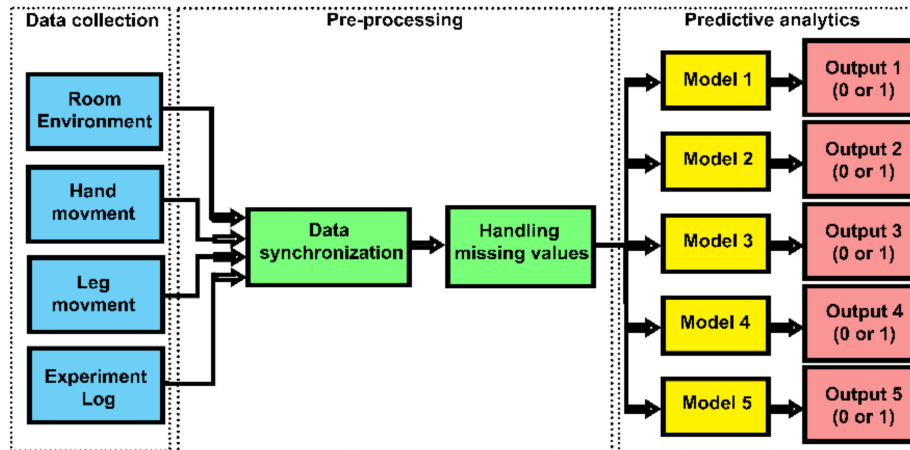 Data collection
Pre-processing
Predictive analytics
Room
Environment
Hand
movment
Leg
movment
Experiment
Log
Data
synchronization
Handling
missing values
Model 1
Output 1
(0 or 1)
Model 2
Output 2
(0 or 1)
Model 3
Output 3
(0 or 1)
Model 4
Output 4
(0 or 1)
Model 5
Output 5
(0 or 1)